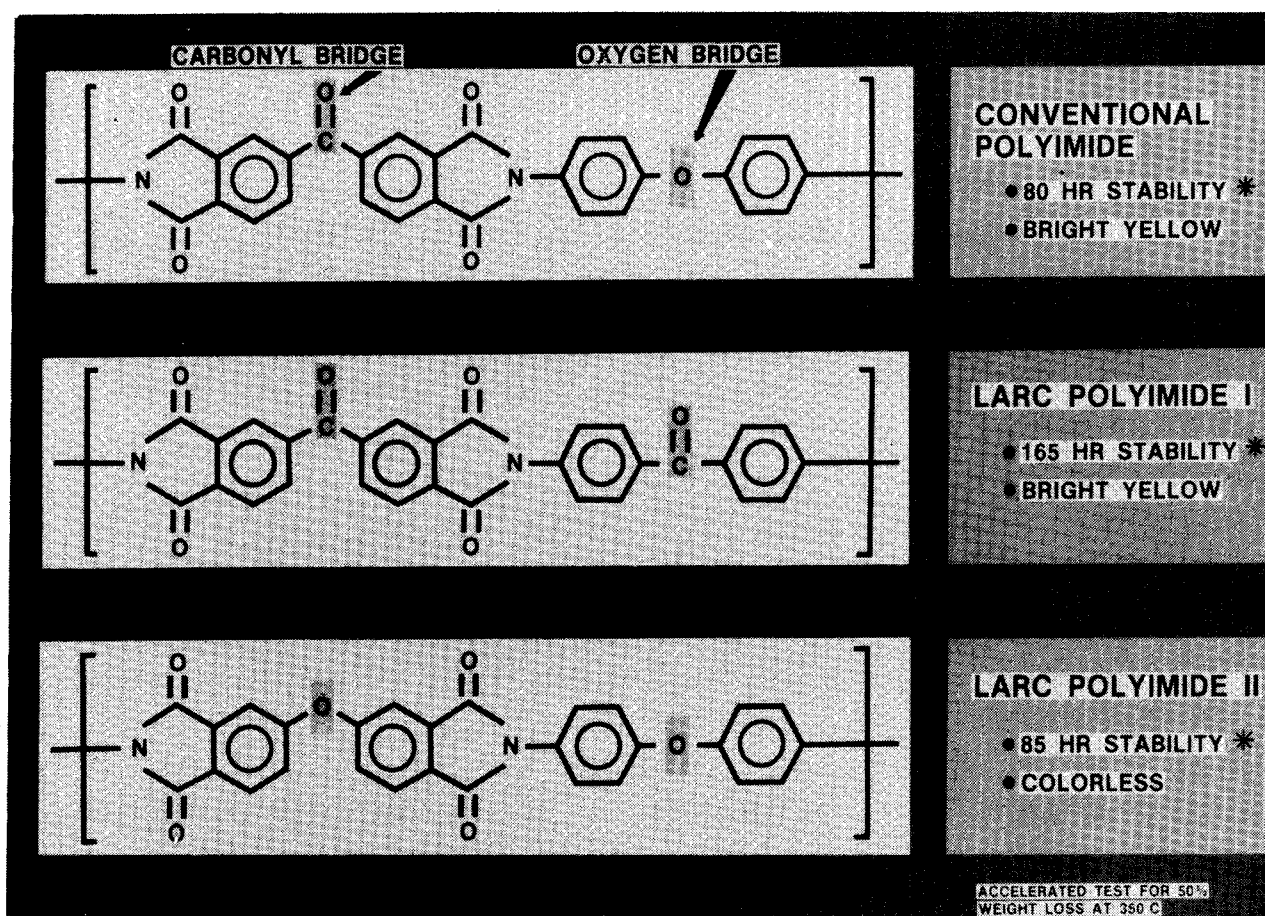 CARBONYL BRIDGE
OXYGEN BRIDGE
O O O
C
N N O
O O
CONVENTIONAL
POLYIMIDE
• 80 HR STABILITY *
• BRIGHT YELLOW
O O O
O
C
N N C
O O
LARC POLYIMIDE I
• 165 HR STABILITY *
• BRIGHT YELLOW
O O
O
N N O
O O
LARC POLYIMIDE II
• 85 HR STABILITY *
• COLORLESS
ACCELERATED TEST FOR 50%
WEIGHT LOSS AT 350 C